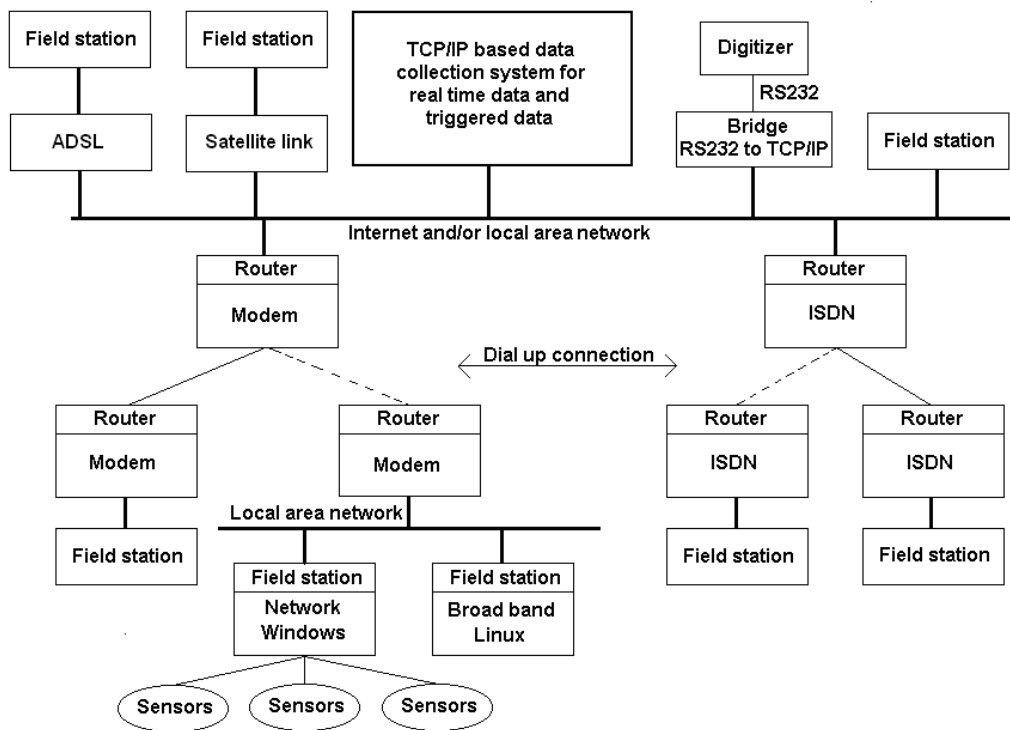 Field station
Field station
TCP/IP based data
collection system for
real time data and
triggered data
Digitizer
RS232
ADSL
Satellite link
Bridge
RS232 to TCP/IP
Field station
Internet and/or local area network
Router
Modem
Router
ISDN
Dial up connection
Router
Modem
Router
Modem
Router
ISDN
Router
ISDN
Local area network
Field station
Field station
Field station
Field station
Network
Windows
Field station
Broad band
Linux
Sensors
Sensors
Sensors